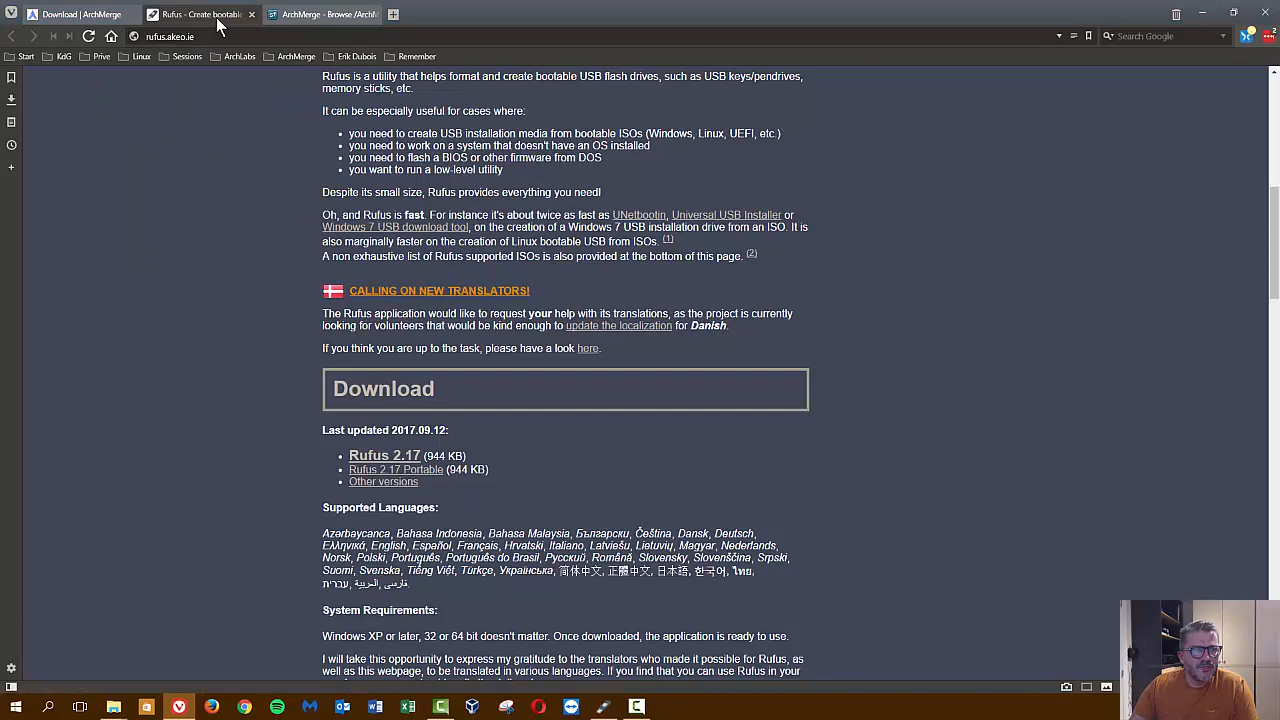 Download | ArchMerge
Rufus - Create bootable
ArchMerge - Browse /ArchM
rufus.akeo.ie
Search Google
2
Start KdG Prive Linux Sessions ArchLabs ArchMerge Erik Dubois Remember
Rufus is a utility that helps format and create bootable USB flash drives, such as USB keys/pendrives,
memory sticks, etc.
It can be especially useful for cases where:
• you need to create USB installation media from bootable ISOs (Windows, Linux, UEFI, etc.)
• you need to work on a system that doesn't have an OS installed
• you need to flash a BIOS or other firmware from DOS
• you want to run a low-level utility
Despite its small size, Rufus provides everything you need!
Oh, and Rufus is fast. For instance it's about twice as fast as UNetbootin, Universal USB Installer or
Windows 7 USB download tool, on the creation of a Windows 7 USB installation drive from an ISO. It is
also marginally faster on the creation of Linux bootable USB from ISOs. (1)
A non exhaustive list of Rufus supported ISOs is also provided at the bottom of this page. (2)
CALLING ON NEW TRANSLATORS!
The Rufus application would like to request your help with its translations, as the project is currently
looking for volunteers that would be kind enough to update the localization for Danish.
If you think you are up to the task, please have a look here.
Download
Last updated 2017.09.12:
• Rufus 2.17 (944 KB)
• Rufus 2.17 Portable (944 KB)
• Other versions
Supported Languages:
Azərbaycanca, Bahasa Indonesia, Bahasa Malaysia, Български, Čeština, Dansk, Deutsch,
Ελληνικά, English, Español, Français, Hrvatski, Italiano, Latviešu, Lietuvių, Magyar, Nederlands,
Norsk, Polski, Português, Português do Brasil, Русский, Română, Slovensky, Slovenščina, Srpski,
Suomi, Svenska, Tiếng Việt, Türkçe, Українська, 简体中文, 正體中文, 日本語, 한국어, ไทย,
עברית, العربية, فارسی.
System Requirements:
Windows XP or later, 32 or 64 bit doesn't matter. Once downloaded, the application is ready to use.
I will take this opportunity to express my gratitude to the translators who made it possible for Rufus, as
well as this webpage, to be translated in various languages. If you find that you can use Rufus in your